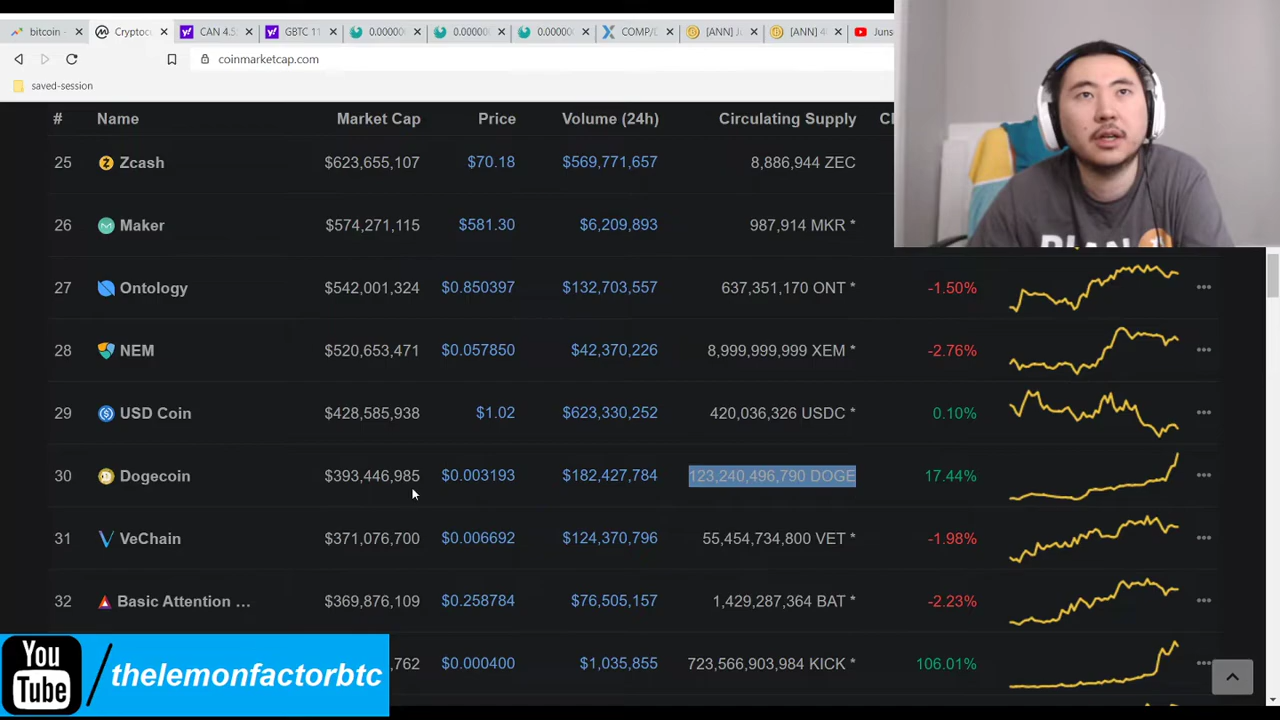 bitcoin
Cryptoc
CAN 4.5
GBTC 11
0.00000
0.00000
0.00000
COMP/
[ANN] J
[ANN] 4
Juns
coinmarketcap.com
saved-session
# Name Market Cap Price Volume (24h) Circulating Supply
25 Zcash $623,655,107 $70.18 $569,771,657 8,886,944 ZEC
26 Maker $574,271,115 $581.30 $6,209,893 987,914 MKR *
27 Ontology $542,001,324 $0.850397 $132,703,557 637,351,170 ONT * -1.50%
28 NEM $520,653,471 $0.057850 $42,370,226 8,999,999,999 XEM * -2.76%
29 USD Coin $428,585,938 $1.02 $623,330,252 420,036,326 USDC * 0.10%
30 Dogecoin $393,446,985 $0.003193 $182,427,784 123,240,496,790 DOGE 17.44%
31 VeChain $371,076,700 $0.006692 $124,370,796 55,454,734,800 VET * -1.98%
32 Basic Attention ... $369,876,109 $0.258784 $76,505,157 1,429,287,364 BAT * -2.23%
,762 $0.000400 $1,035,855 723,566,903,984 KICK * 106.01%
You
Tube
/thelemonfactorbtc